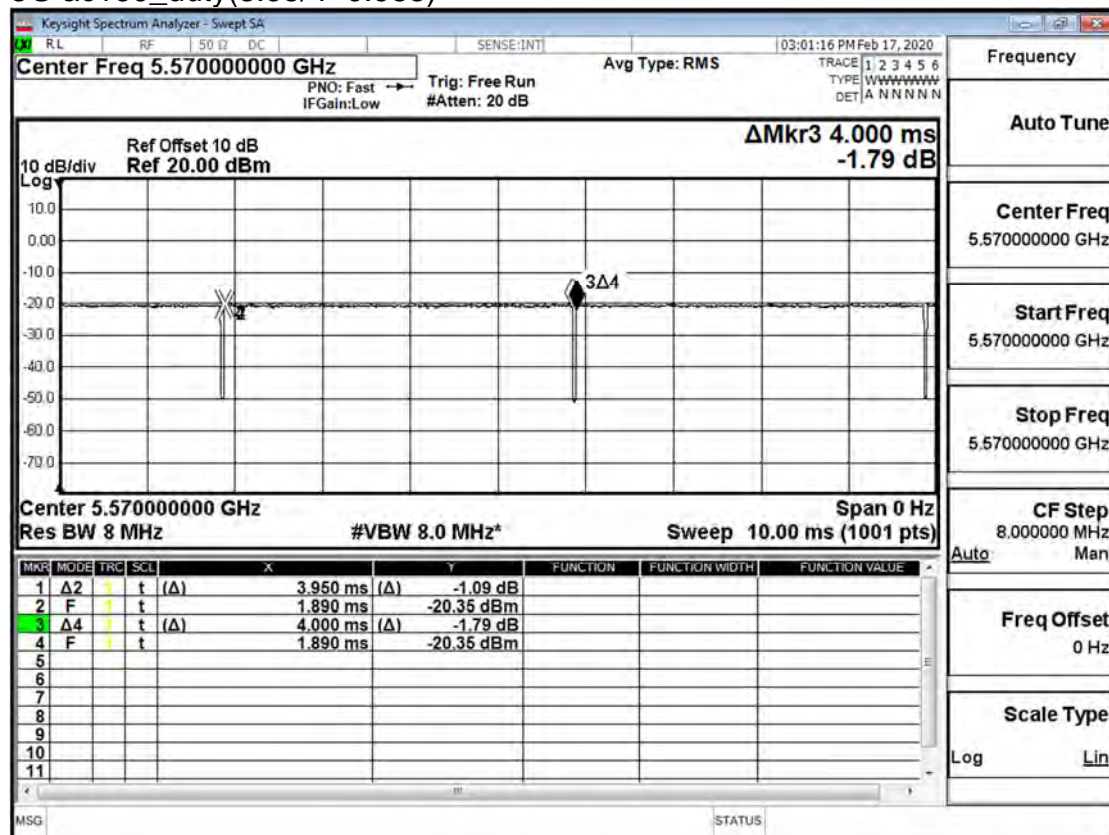 Keysight Spectrum Analyzer - Swept SA
RL RF 50 Ω DC SENSE:INT 03:01:16 PM Feb 17, 2020
Center Freq 5.570000000 GHz
PNO: Fast
IFGain:Low
Trig: Free Run
#Atten: 20 dB
Avg Type: RMS
TRACE 1 2 3 4 5 6
TYPE WWWWWWW
DET A N N N N N
ΔMkr3 4.000 ms
-1.79 dB
Ref Offset 10 dB
10 dB/div Ref 20.00 dBm
Log
10.0
0.00
-10.0
3Δ4
-20.0
-30.0
-40.0
-50.0
-60.0
-70.0
Center 5.570000000 GHz Span 0 Hz
Res BW 8 MHz #VBW 8.0 MHz* Sweep 10.00 ms (1001 pts)
MKR MODE TRC SCL X Y FUNCTION FUNCTION WIDTH FUNCTION VALUE
1 Δ2 1 t (Δ) 3.950 ms (Δ) -1.09 dB
2 F 1 t 1.890 ms -20.35 dBm
3 Δ4 1 t (Δ) 4.000 ms (Δ) -1.79 dB
4 F 1 t 1.890 ms -20.35 dBm
5
6
7
8
9
10
11
MSG STATUS
Frequency
Auto Tune
Center Freq
5.570000000 GHz
Start Freq
5.570000000 GHz
Stop Freq
5.570000000 GHz
CF Step
8.000000 MHz
Auto Man
Freq Offset
0 Hz
Scale Type
Log Lin